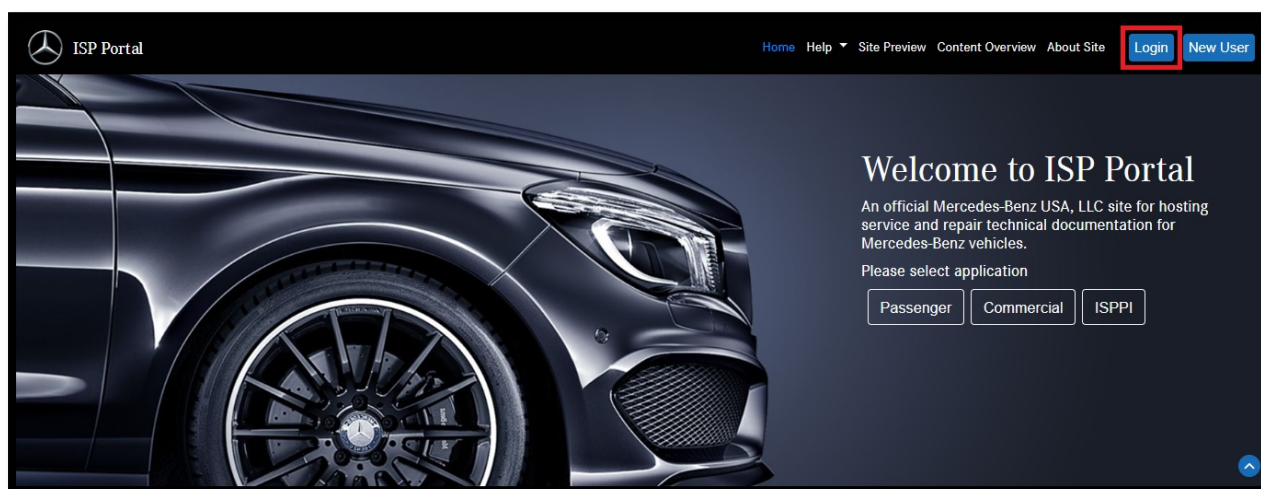 ISP Portal
Home Help Site Preview Content Overview About Site Login New User
Welcome to ISP Portal
An official Mercedes-Benz USA, LLC site for hosting
service and repair technical documentation for
Mercedes-Benz vehicles.
Please select application
Passenger Commercial ISPPI